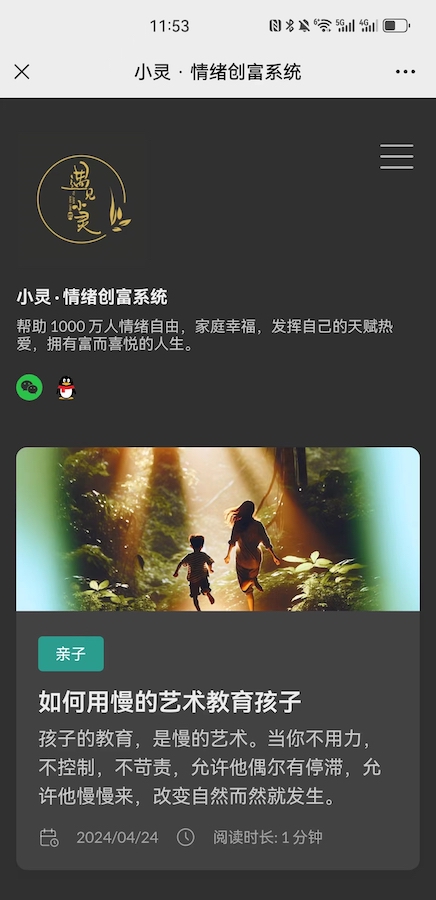 11:53
5G
4G
小灵 · 情绪创富系统
遇见
小灵
小灵 · 情绪创富系统
帮助 1000 万人情绪自由，家庭幸福，发挥自己的天赋热
爱，拥有富而喜悦的人生。
亲子
如何用慢的艺术教育孩子
孩子的教育，是慢的艺术。当你不用力，
不控制，不苛责，允许他偶尔有停滞，允
许他慢慢来，改变自然而然就发生。
2024/04/24 阅读时长: 1 分钟